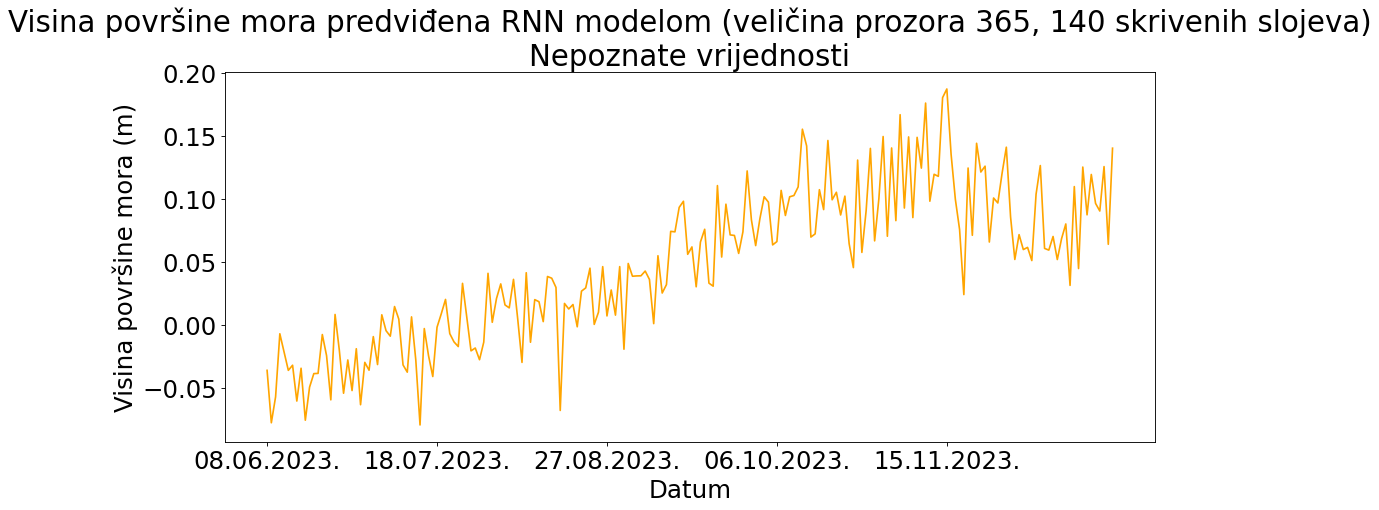 Visina površine mora predviđena RNN modelom (veličina prozora 365, 140 skrivenih slojeva)
Nepoznate vrijednosti
0.20
0.15
0.10
0.05
0.00
−0.05
Visina površine mora (m)
08.06.2023. 18.07.2023. 27.08.2023. 06.10.2023. 15.11.2023.
Datum